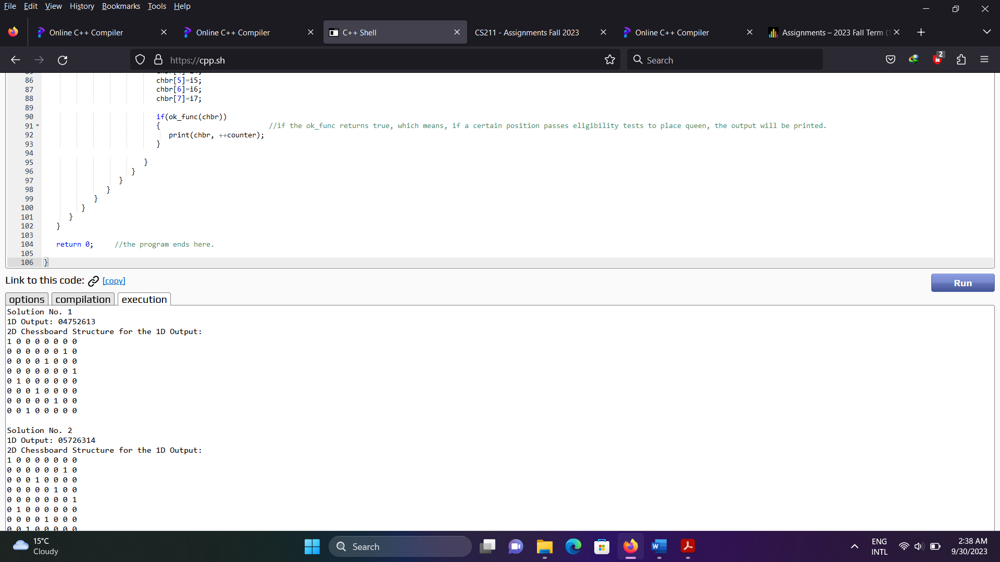 File Edit View History Bookmarks Tools Help
Online C++ Compiler
Online C++ Compiler
C++ Shell
CS211 - Assignments Fall 2023
Online C++ Compiler
Assignments – 2023 Fall Term (1
https://cpp.sh
Search
2
86 chbr[5]=i5;
87 chbr[6]=i6;
88 chbr[7]=i7;
89
90 if(ok_func(chbr))
91 { //if the ok_func returns true, which means, if a certain position passes eligibility tests to place queen, the output will be printed.
92 print(chbr, ++counter);
93 }
94
95 }
96 }
97 }
98 }
99 }
100 }
101 }
102 }
103
104 return 0; //the program ends here.
105
106 }
Link to this code: [copy]
Run
options compilation execution
Solution No. 1
1D Output: 04752613
2D Chessboard Structure for the 1D Output:
1 0 0 0 0 0 0 0
0 0 0 0 0 0 1 0
0 0 0 0 1 0 0 0
0 0 0 0 0 0 0 1
0 1 0 0 0 0 0 0
0 0 0 1 0 0 0 0
0 0 0 0 0 1 0 0
0 0 1 0 0 0 0 0
Solution No. 2
1D Output: 05726314
2D Chessboard Structure for the 1D Output:
1 0 0 0 0 0 0 0
0 0 0 0 0 0 1 0
0 0 0 1 0 0 0 0
0 0 0 0 0 1 0 0
0 0 0 0 0 0 0 1
0 1 0 0 0 0 0 0
0 0 0 0 1 0 0 0
0 0 1 0 0 0 0 0
15°C
Cloudy
Search
ENG
INTL
2:38 AM
9/30/2023